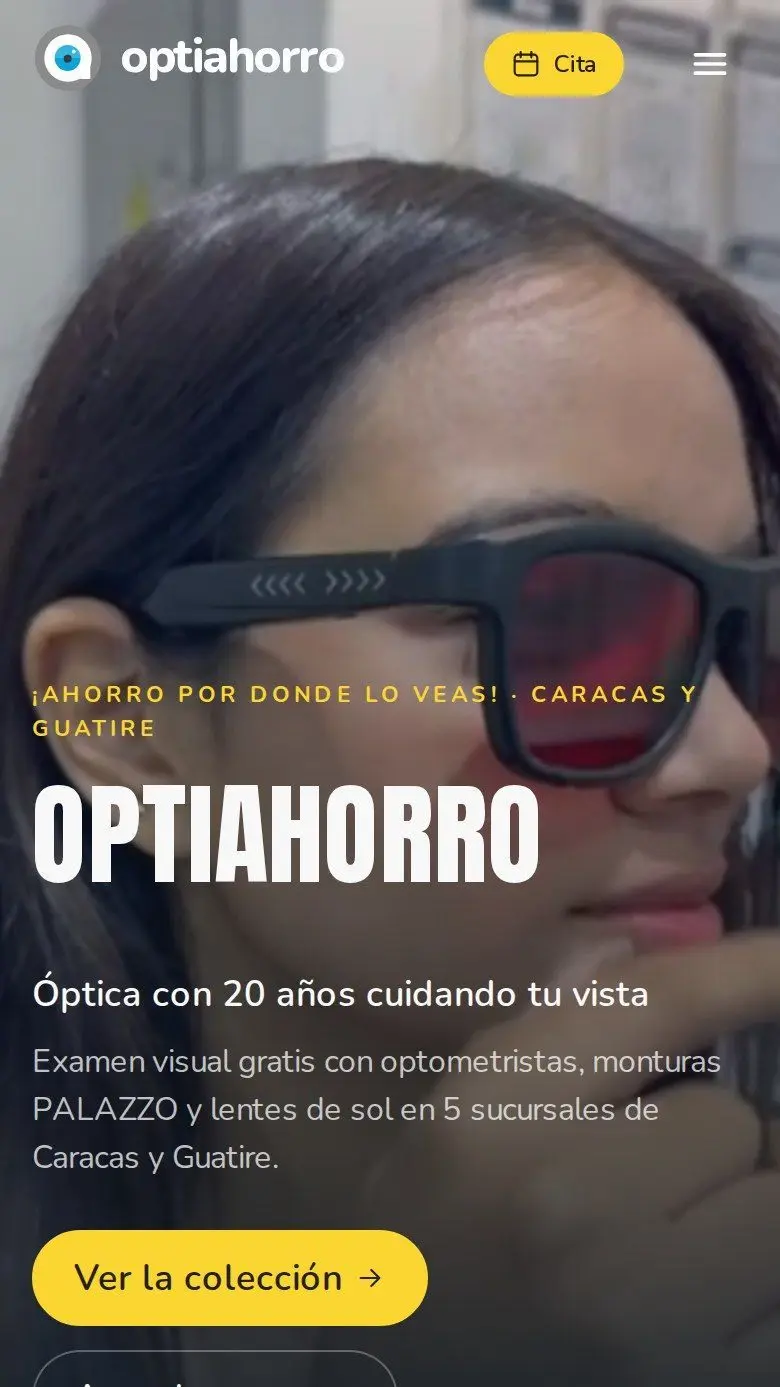 optiahorro
Cita
¡AHORRO POR DONDE LO VEAS! · CARACAS Y
GUATIRE
OPTIAHORRO
Óptica con 20 años cuidando tu vista
Examen visual gratis con optometristas, monturas
PALAZZO y lentes de sol en 5 sucursales de
Caracas y Guatire.
Ver la colección →